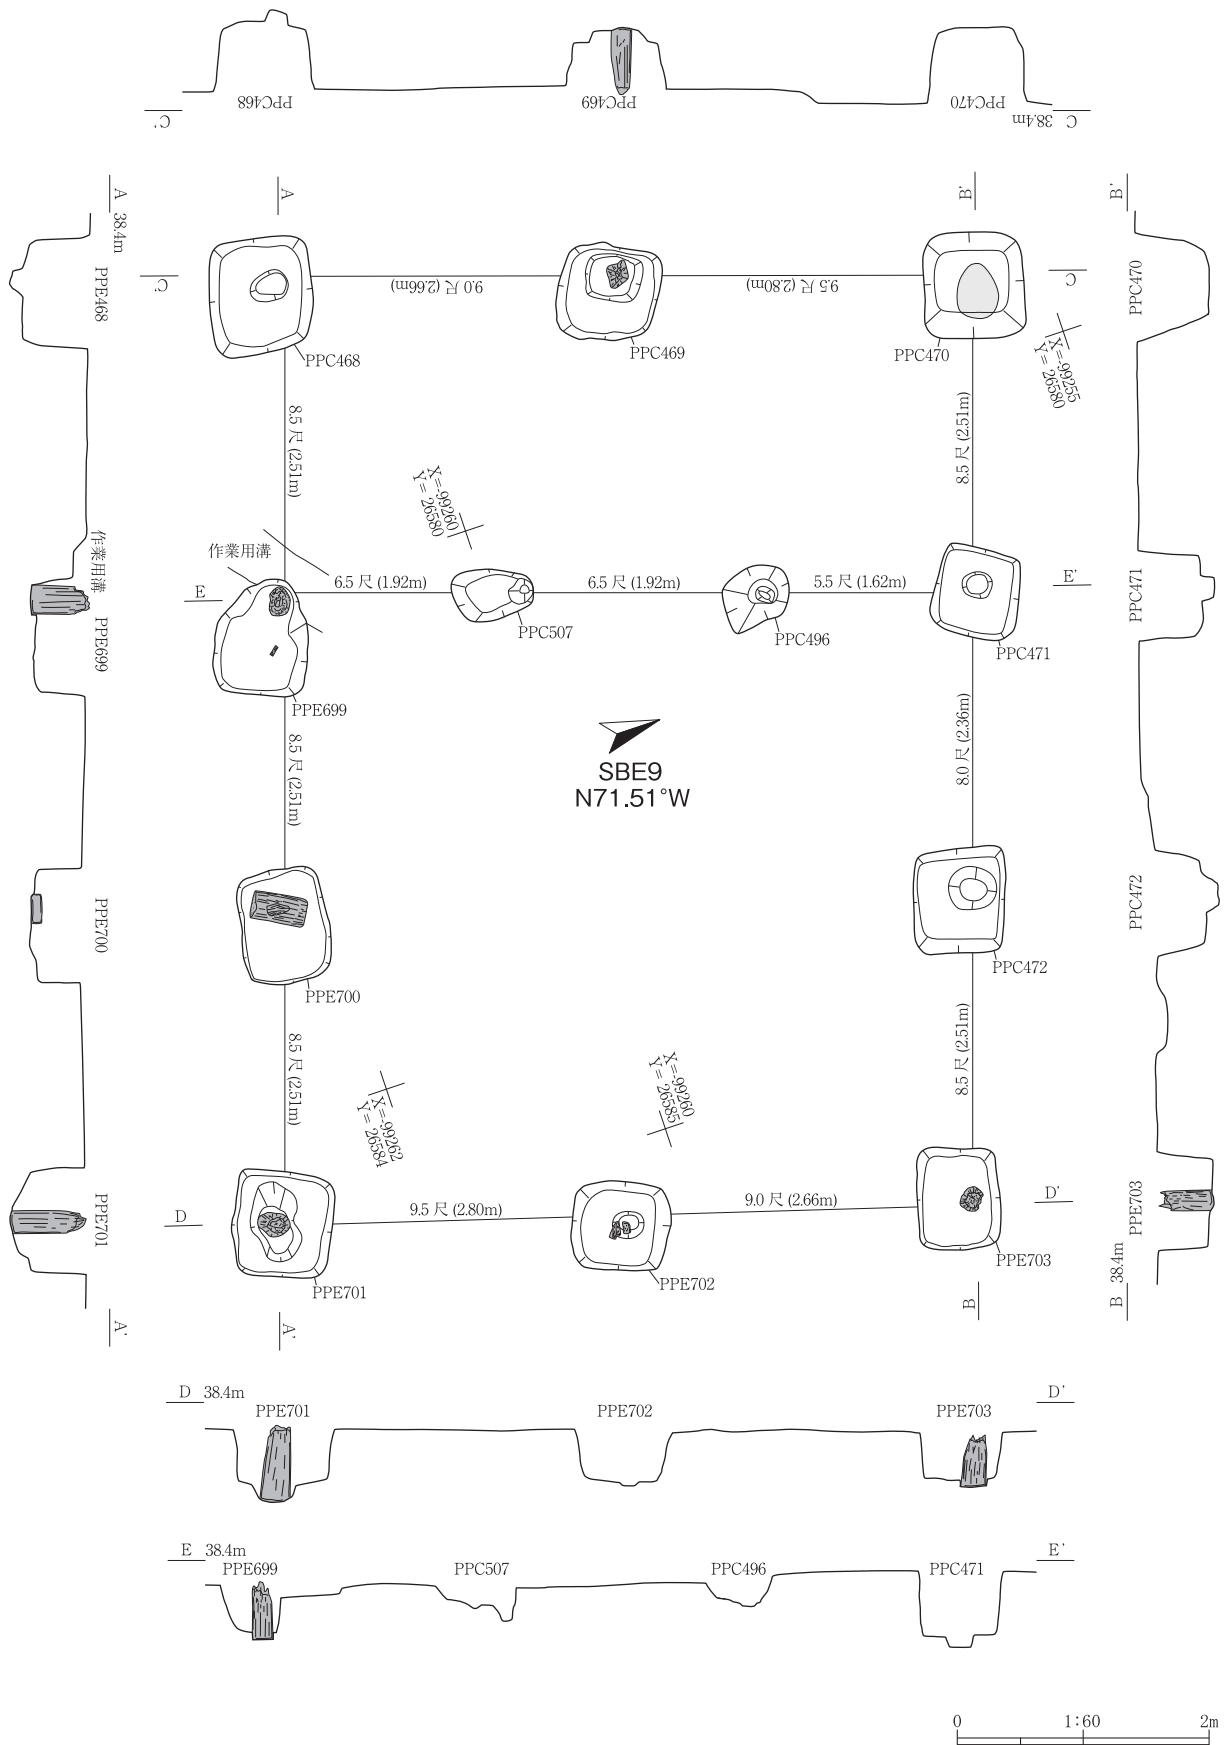 PPC468
PPC469
PPC470
C'
38.4m
C
A
38.4m
A
B'
B'
PPE468
C'
9.0 尺 (2.66m)
9.5 尺 (2.80m)
C
PPC470
PPC468
PPC469
PPC470
X=-99255
Y= 26580
8.5 尺 (2.51m)
8.5 尺 (2.51m)
X=-99260
Y= 26580
作業用溝
作業用溝
E
6.5 尺 (1.92m)
6.5 尺 (1.92m)
5.5 尺 (1.62m)
E'
PPC471
PPE699
PPC507
PPC496
PPC471
PPE699
8.5 尺 (2.51m)
8.0 尺 (2.36m)
SBE9
N71.51°W
PPE700
PPC472
PPC472
PPE700
8.5 尺 (2.51m)
8.5 尺 (2.51m)
X=-99262
Y= 26584
X=-99260
Y= 26585
PPE701
D
9.5 尺 (2.80m)
9.0 尺 (2.66m)
D'
PPE703
PPE701
PPE702
PPE703
A'
A'
B
B
38.4m
D
38.4m
PPE701
PPE702
PPE703
D'
E
38.4m
PPE699
PPC507
PPC496
PPC471
E'
0
1:60
2m